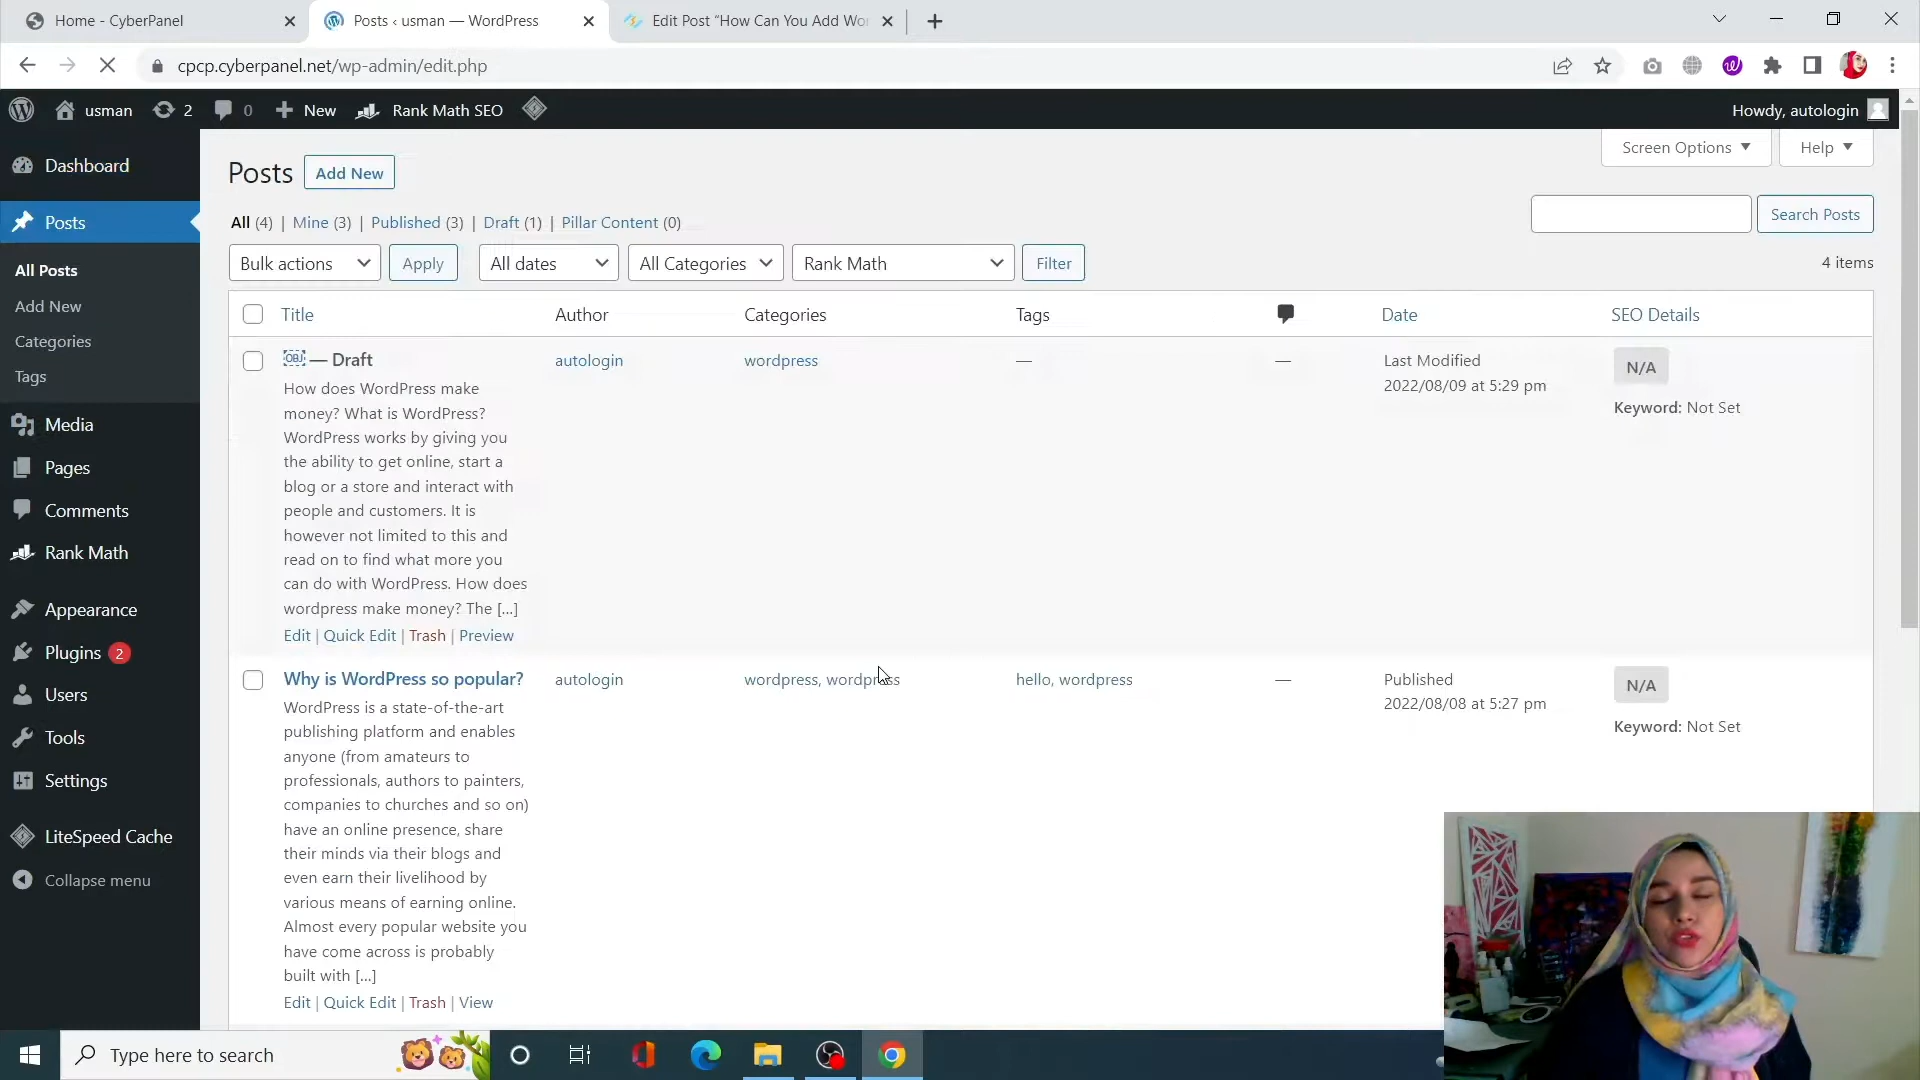 Home - CyberPanel
Posts ‹ usman — WordPress
Edit Post “How Can You Add Wo
cpcp.cyberpanel.net/wp-admin/edit.php
usman
2
0
New
Rank Math SEO
Howdy, autologin
Dashboard
Posts
All Posts
Add New
Categories
Tags
Media
Pages
Comments
Rank Math
Appearance
Plugins 2
Users
Tools
Settings
LiteSpeed Cache
Collapse menu
Screen Options
Help
Posts
Add New
All (4) | Mine (3) | Published (3) | Draft (1) | Pillar Content (0)
Search Posts
Bulk actions
Apply
All dates
All Categories
Rank Math
Filter
4 items
Title
Author
Categories
Tags
Date
SEO Details
OBJ — Draft
How does WordPress make
money? What is WordPress?
WordPress works by giving you
the ability to get online, start a
blog or a store and interact with
people and customers. It is
however not limited to this and
read on to find what more you
can do with WordPress. How does
wordpress make money? The […]
Edit | Quick Edit | Trash | Preview
autologin
wordpress
—
—
Last Modified
2022/08/09 at 5:29 pm
N/A
Keyword: Not Set
Why is WordPress so popular?
WordPress is a state-of-the-art
publishing platform and enables
anyone (from amateurs to
professionals, authors to painters,
companies to churches and so on)
have an online presence, share
their minds via their blogs and
even earn their livelihood by
various means of earning online.
Almost every popular website you
have come across is probably
built with […]
Edit | Quick Edit | Trash | View
autologin
wordpress, wordpress
hello, wordpress
—
Published
2022/08/08 at 5:27 pm
N/A
Keyword: Not Set
Type here to search